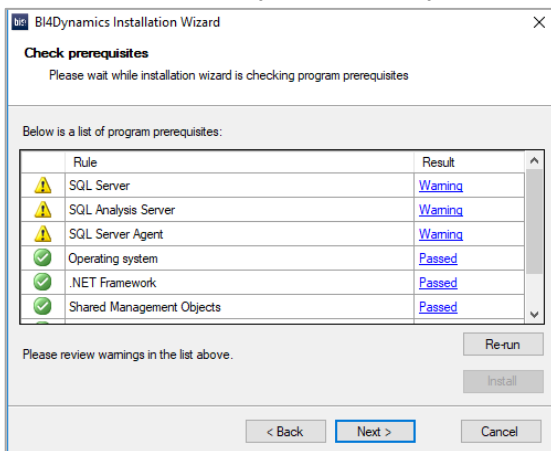 bi4 BI4Dynamics Installation Wizard
Check prerequisites
Please wait while installation wizard is checking program prerequisites
Below is a list of program prerequisites:
Rule Result
SQL Server Warning
SQL Analysis Server Warning
SQL Server Agent Warning
Operating system Passed
.NET Framework Passed
Shared Management Objects Passed
Please review warnings in the list above.
Re-run
Install
< Back Next > Cancel